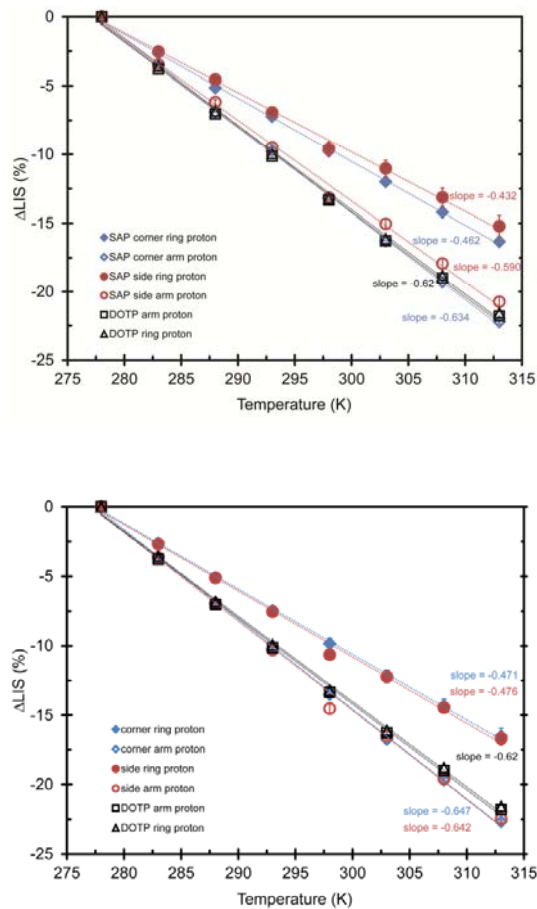 0
-5
-10
-15
-20
-25
ΔLIS (%)
slope = -0.432
slope = -0.462
slope = -0.590
slope = -0.62
slope = -0.634
SAP corner ring proton
SAP corner arm proton
SAP side ring proton
SAP side arm proton
DOTP arm proton
DOTP ring proton
275 280 285 290 295 300 305 310 315
Temperature (K)
0
-5
-10
-15
-20
-25
ΔLIS (%)
slope = -0.471
slope = -0.476
slope = -0.62
slope = -0.647
slope = -0.642
corner ring proton
corner arm proton
side ring proton
side arm proton
DOTP arm proton
DOTP ring proton
275 280 285 290 295 300 305 310 315
Temperature (K)